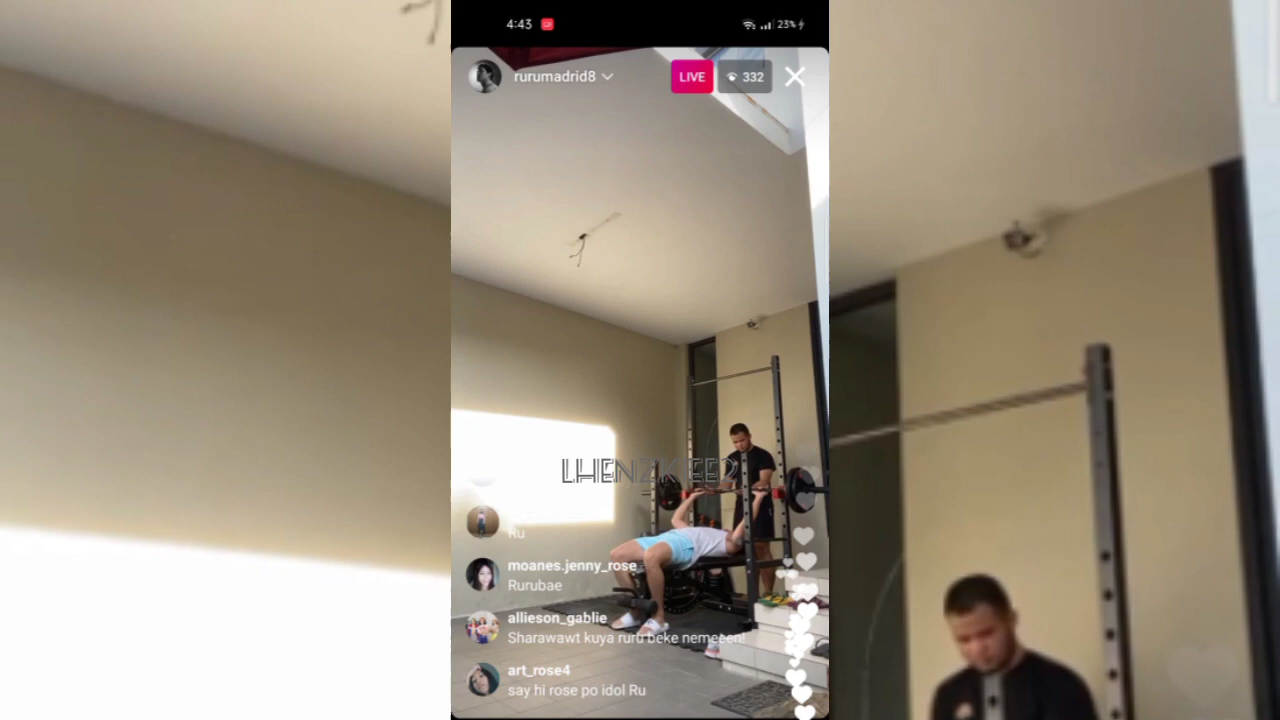 4:43
23%
rurumadrid8
LIVE
332
LHENZKIEE2
Ru
moanes.jenny_rose
Rurubae
allieson_gablie
Sharawawt kuya ruru beke nemeeen!
art_rose4
say hi rose po idol Ru